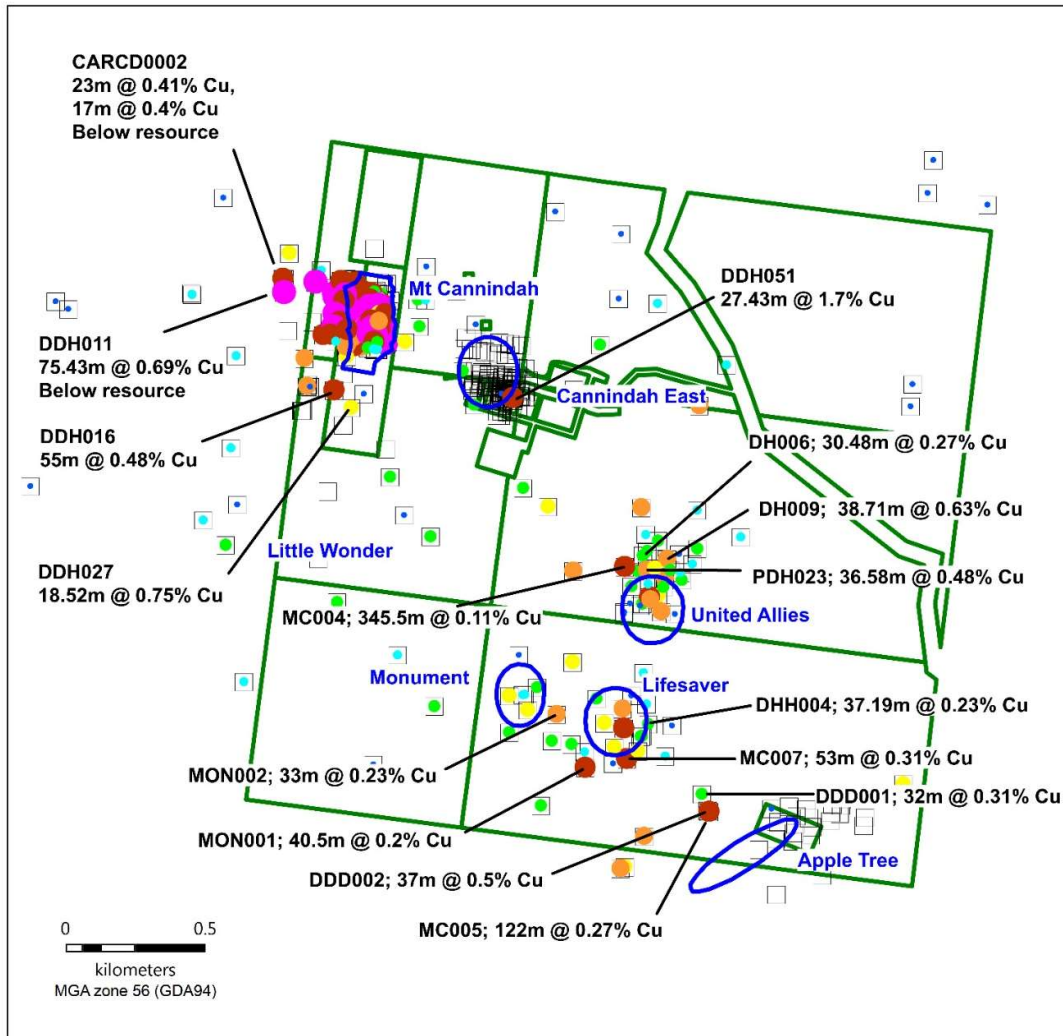 CARCD0002
23m @ 0.41% Cu,
17m @ 0.4% Cu
Below resource
Mt Cannindah
DDH051
27.43m @ 1.7% Cu
DDH011
75.43m @ 0.69% Cu
Below resource
Cannindah East
DDH016
55m @ 0.48% Cu
DH006; 30.48m @ 0.27% Cu
DH009; 38.71m @ 0.63% Cu
Little Wonder
DDH027
18.52m @ 0.75% Cu
PDH023; 36.58m @ 0.48% Cu
MC004; 345.5m @ 0.11% Cu
United Allies
Monument
Lifesaver
DHH004; 37.19m @ 0.23% Cu
MC007; 53m @ 0.31% Cu
MON002; 33m @ 0.23% Cu
DDD001; 32m @ 0.31% Cu
MON001; 40.5m @ 0.2% Cu
Apple Tree
DDD002; 37m @ 0.5% Cu
MC005; 122m @ 0.27% Cu
0 0.5
kilometers
MGA zone 56 (GDA94)